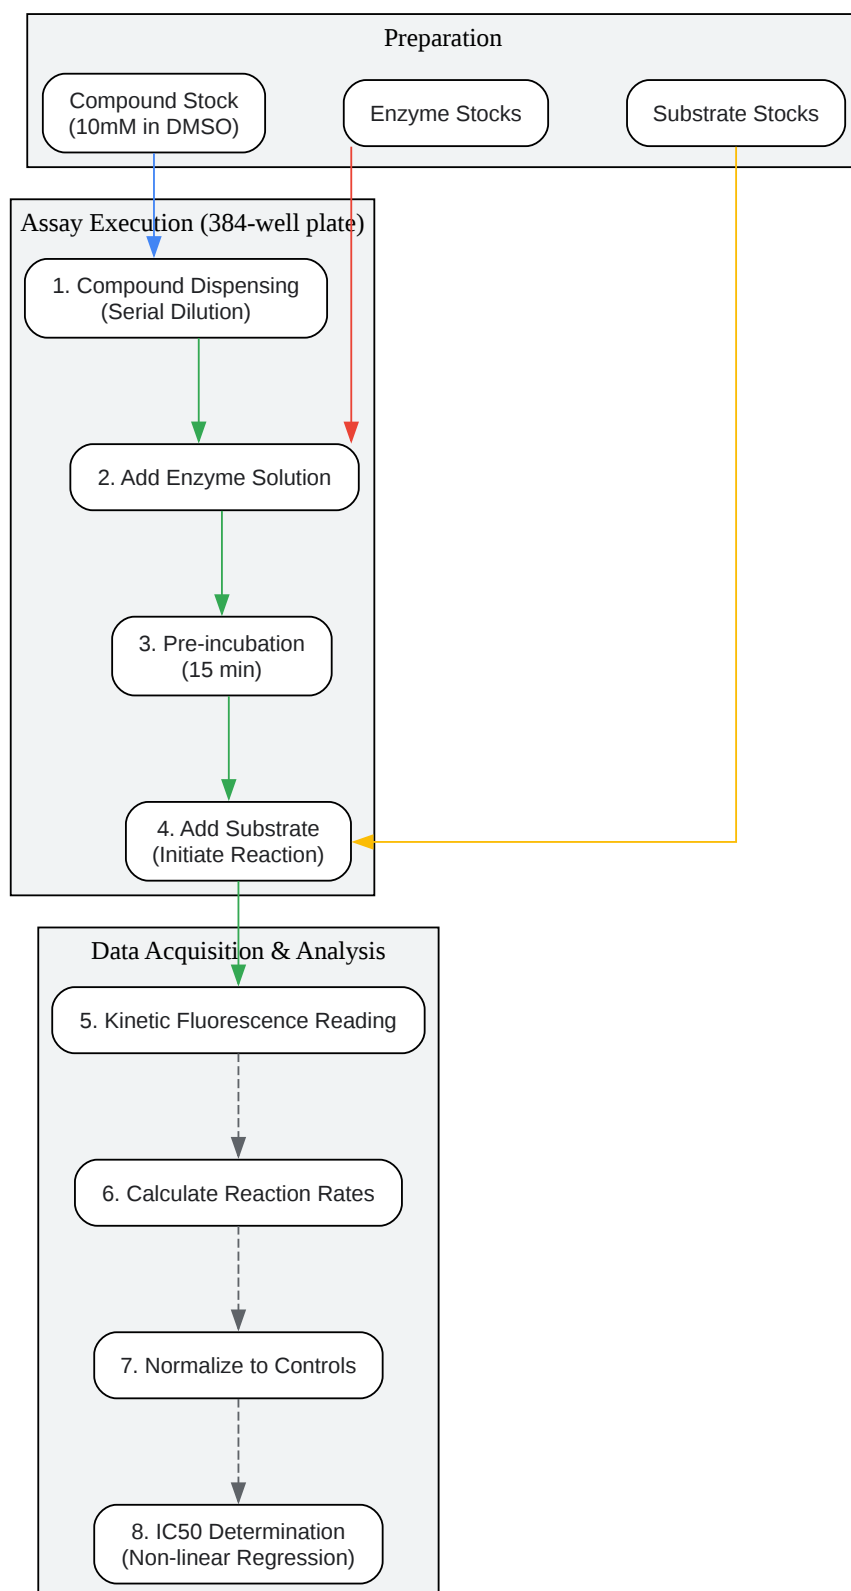 Preparation
Compound Stock
(10mM in DMSO)
Enzyme Stocks
Substrate Stocks
Assay Execution (384-well plate)
1. Compound Dispensing
(Serial Dilution)
2. Add Enzyme Solution
3. Pre-incubation
(15 min)
4. Add Substrate
(Initiate Reaction)
Data Acquisition & Analysis
5. Kinetic Fluorescence Reading
6. Calculate Reaction Rates
7. Normalize to Controls
8. IC50 Determination
(Non-linear Regression)